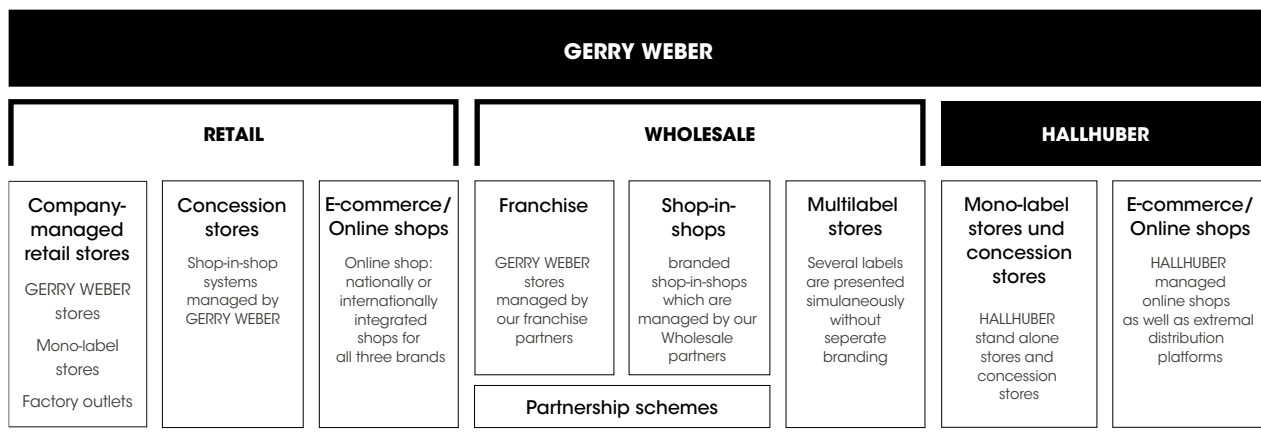 GERRY WEBER
RETAIL
WHOLESALE
HALLHUBER
Company-
managed
retail stores
GERRY WEBER
stores
Mono-label
stores
Factory outlets
Concession
stores
Shop-in-shop
systems
managed by
GERRY WEBER
E-commerce/
Online shops
Online shop:
nationally or
internationally
integrated
shops for
all three brands
Franchise
GERRY WEBER
stores
managed by
our franchise
partners
Shop-in-
shops
branded
shop-in-shops
which are
managed by our
Wholesale
partners
Partnership schemes
Multilabel
stores
Several labels
are presented
simultaneously
without
seperate
branding
Mono-label
stores und
concession
stores
HALLHUBER
stand alone
stores and
concession
stores
E-commerce/
Online shops
HALLHUBER
managed
online shops
as well as extremal
distribution
platforms